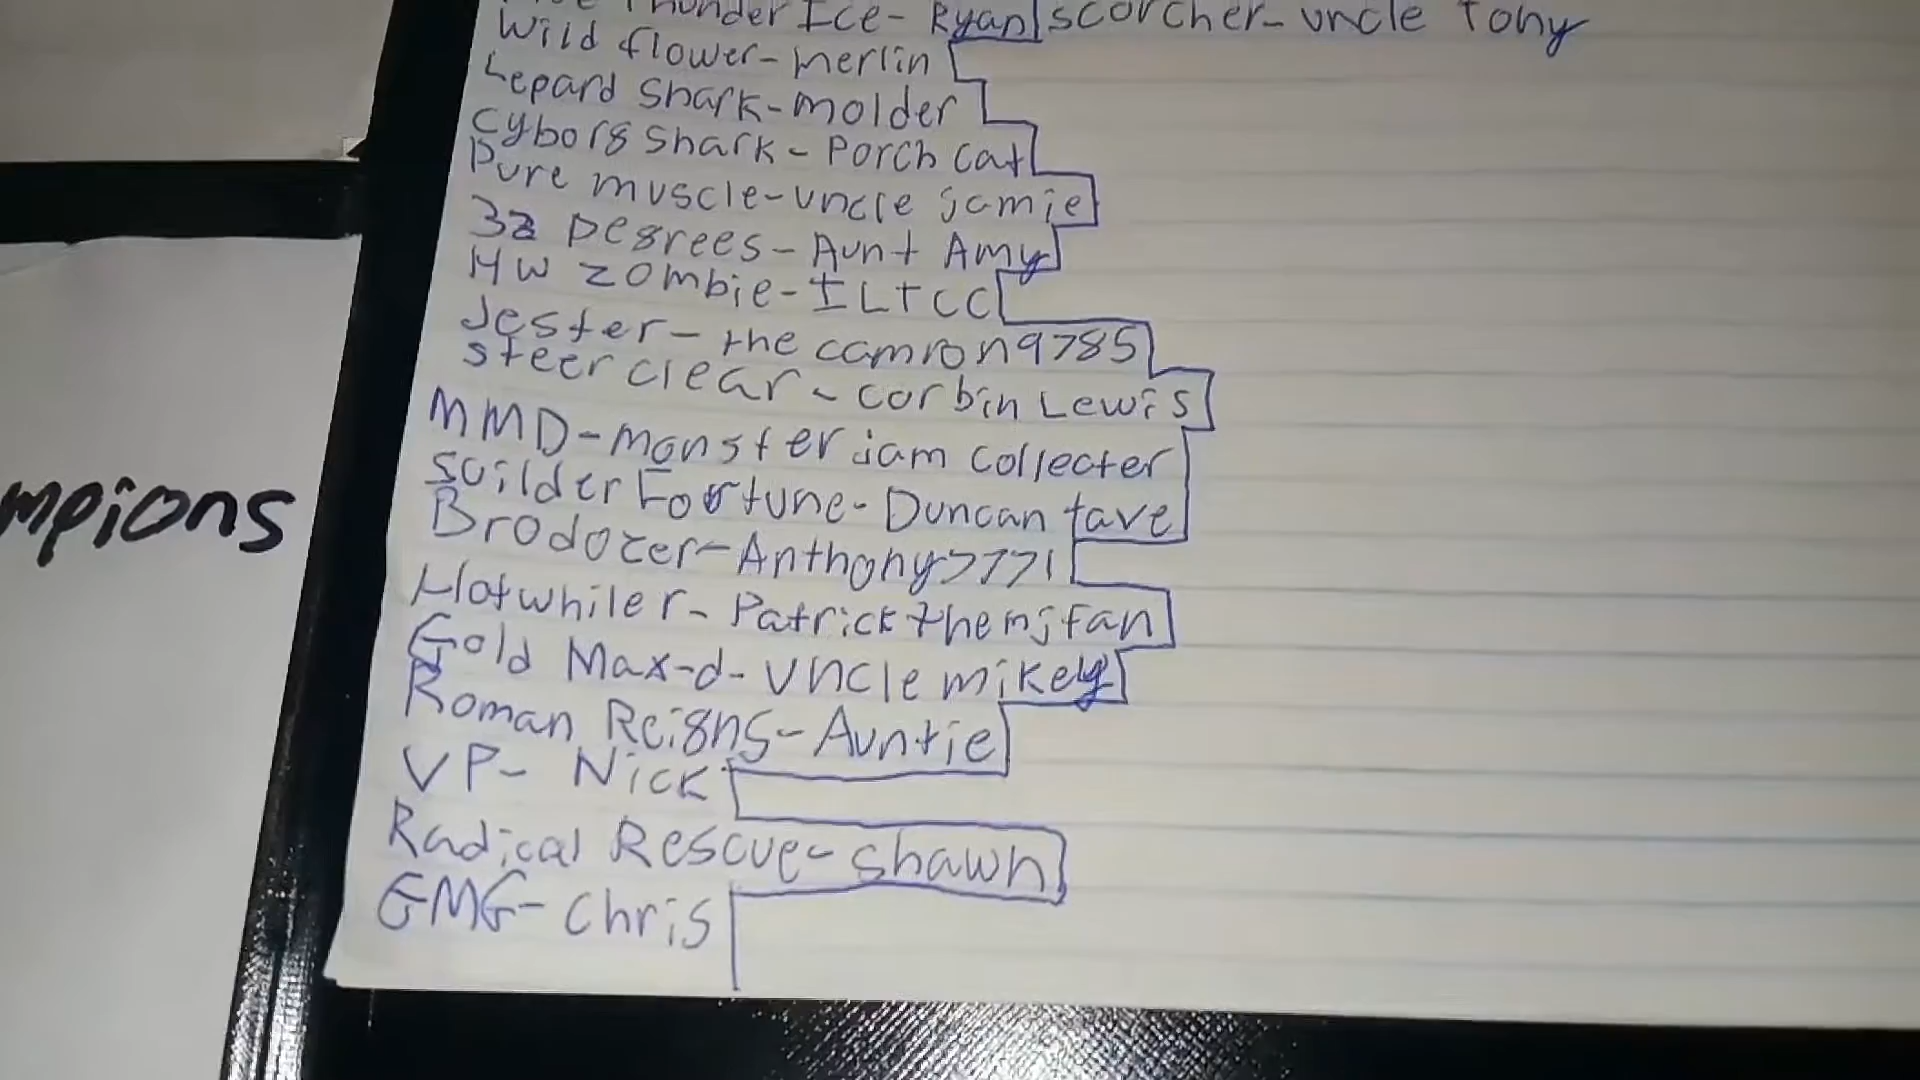 Thunder Ice- Ryan scorcher- uncle Tony
Wild flower- merlin
Lepard Shark- molder
Cyborg Shark- Porch cat
Pure muscle- uncle jamie
32 Degrees- Aunt Amy
HW zombie- ILTCC
Jester- the camron9785
steer clear- corbin Lewis
MMD- monster jam collecter
Fortune- Duncan tave
Brodozer- Anthony7771
Hotwhiler- Patrick the mj fan
Gold Max-d- uncle mikey
Roman Reigns- Auntie
VP- Nick
Radical Rescue- Shawn
GMG- Chris
mpions